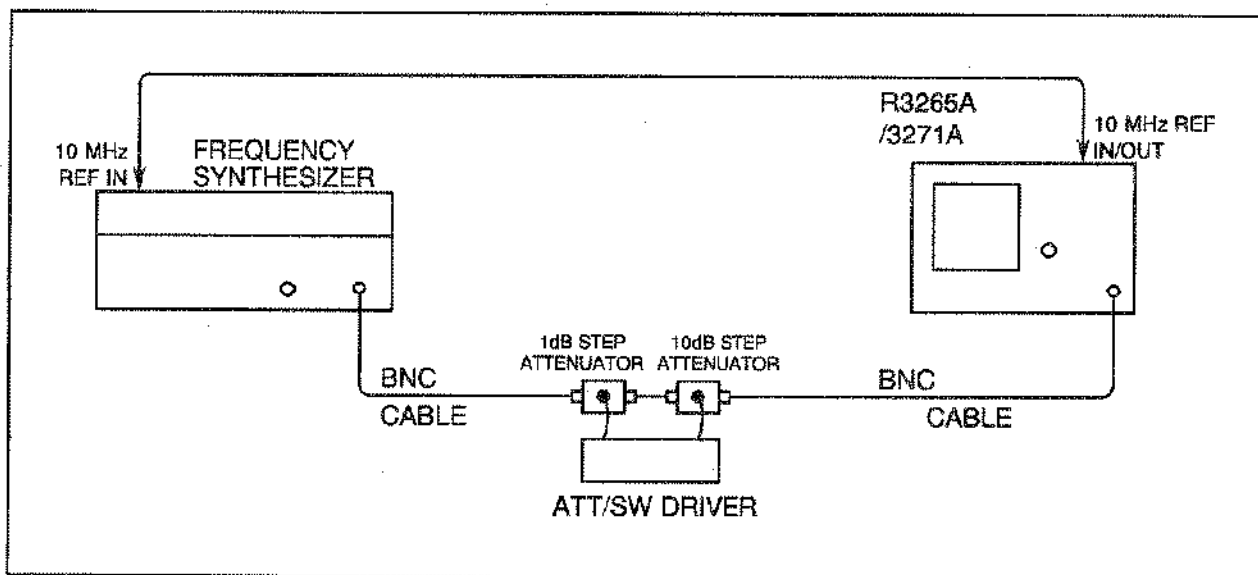 R3265A
/3271A
10 MHz
REF IN
FREQUENCY
SYNTHESIZER
10 MHz REF
IN/OUT
1dB STEP
ATTENUATOR
10dB STEP
ATTENUATOR
BNC
CABLE
BNC
CABLE
ATT/SW DRIVER